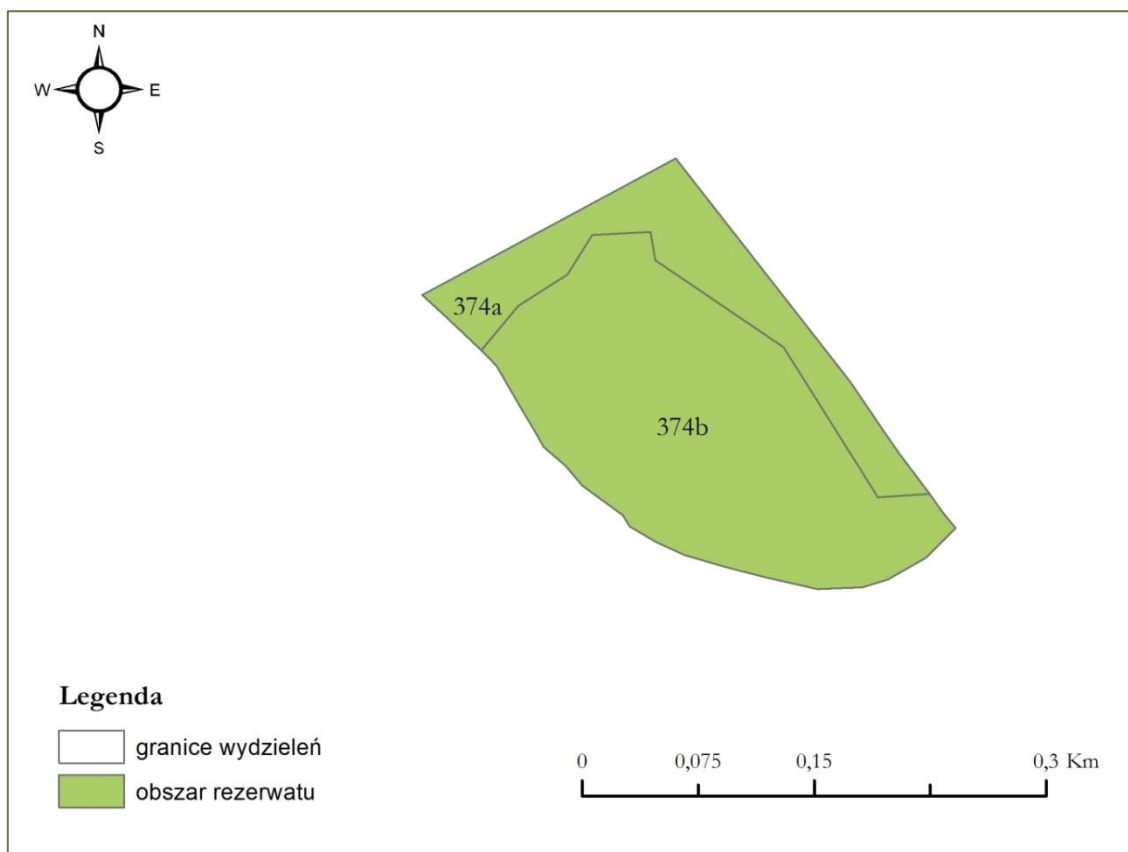 N
W E
S
374a
374b
Legenda
granice wydzieleń
obszar rezerwatu
0 0,075 0,15 0,3 Km